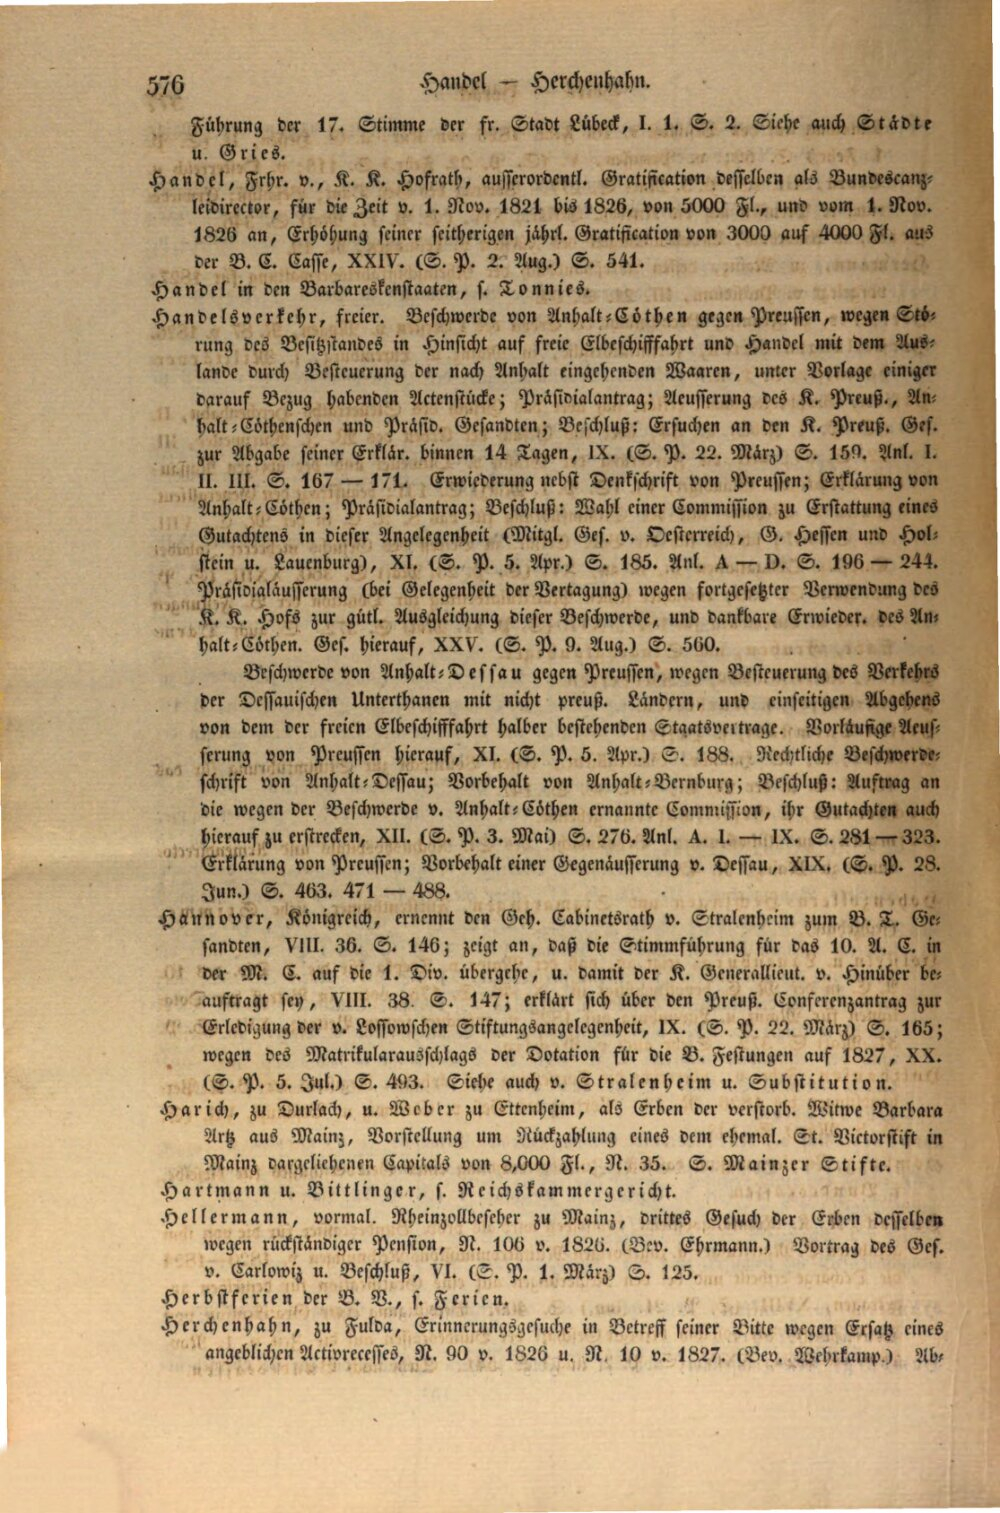 576 Handel — Herchenhahn.
Führung der 17. Stimme der fr. Stadt Lübeck, I. 1. S. 2. Siehe auch Städte
u. Gries.
Handel, Frhr. v., K. K. Hofrath, ausserordentl. Gratification desselben als Bundescanz-
leidirector, für die Zeit v. 1. Nov. 1821 bis 1826, von 5000 Fl., und vom 1. Nov.
1826 an, Erhöhung seiner seitherigen jährl. Gratification von 3000 auf 4000 Fl. aus
der B. C. Casse, XXIV. (S. P. 2. Aug.) S. 541.
Handel in den Barbareskenstaaten, s. Tonnies.
Handelsverkehr, freier. Beschwerde von Anhalt-Cöthen gegen Preussen, wegen Stö-
rung des Besitzstandes in Hinsicht auf freie Elbeschifffahrt und Handel mit dem Aus-
lande durch Besteuerung der nach Anhalt eingehenden Waaren, unter Vorlage einiger
darauf Bezug habenden Actenstücke; Präsidialantrag; Aeusserung des K. Preuß., An-
halt-Cöthenschen und Präsid. Gesandten; Beschluß: Ersuchen an den K. Preuß. Ges.
zur Abgabe seiner Erklär. binnen 14 Tagen, IX. (S. P. 22. März) S. 159. Anl. I.
II. III. S. 167 — 171. Erwiederung nebst Denkschrift von Preussen; Erklärung von
Anhalt-Cöthen; Präsidialantrag; Beschluß: Wahl einer Commission zu Erstattung eines
Gutachtens in dieser Angelegenheit (Mitgl. Ges. v. Oesterreich, G. Hessen und Hol-
stein u. Lauenburg), XI. (S. P. 5. Apr.) S. 185. Anl. A — D. S. 196 — 244.
Präsidialäusserung (bei Gelegenheit der Vertagung) wegen fortgesetzter Verwendung des
K. K. Hofs zur gütl. Ausgleichung dieser Beschwerde, und dankbare Erwieder. des An-
halt-Cöthen. Ges. hierauf, XXV. (S. P. 9. Aug.) S. 560.
Beschwerde von Anhalt-Dessau gegen Preussen, wegen Besteuerung des Verkehrs
der Dessauischen Unterthanen mit nicht preuß. Ländern, und einseitigen Abgehens
von dem der freien Elbeschifffahrt halber bestehenden Staatsvertrage. Vorläufige Aeus-
serung von Preussen hierauf, XI. (S. P. 5. Apr.) S. 188. Rechtliche Beschwerde-
schrift von Anhalt-Dessau; Vorbehalt von Anhalt-Bernburg; Beschluß: Auftrag an
die wegen der Beschwerde v. Anhalt-Cöthen ernannte Commission, ihr Gutachten auch
hierauf zu erstrecken, XII. (S. P. 3. Mai) S. 276. Anl. A. I. — IX. S. 281 — 323.
Erklärung von Preussen; Vorbehalt einer Gegenäusserung v. Dessau, XIX. (S. P. 28.
Jun.) S. 463. 471 — 488.
Hannover, Königreich, ernennt den Geh. Cabinetsrath v. Stralenheim zum B. T. Ge-
sandten, VIII. 36. S. 146; zeigt an, daß die Stimmführung für das 10. A. C. in
der M. C. auf die 1. Div. übergehe, u. damit der K. Generallieut. v. Hinüber be-
auftragt sey, VIII. 38. S. 147; erklärt sich über den Preuß. Conferenzantrag zur
Erledigung der v. Lossowschen Stiftungsangelegenheit, IX. (S. P. 22. März) S. 165;
wegen des Matrikularausschlags der Dotation für die B. Festungen auf 1827, XX.
(S. P. 5. Jul.) S. 493. Siehe auch v. Stralenheim u. Substitution.
Harich, zu Durlach, u. Weber zu Ettenheim, als Erben der verstorb. Witwe Barbara
Artz aus Mainz, Vorstellung um Rückzahlung eines dem ehemal. St. Victorstift in
Mainz dargeliehenen Capitals von 8,000 Fl., N. 35. S. Mainzer Stifte.
Hartmann u. Bittlinger, s. Reichskammergericht.
Hellermann, vormal. Rheinzollbeseher zu Mainz, drittes Gesuch der Erben desselben
wegen rückständiger Pension, N. 106 v. 1826. (Bev. Ehrmann.) Vortrag des Ges.
v. Carlowiz u. Beschluß, VI. (S. P. 1. März) S. 125.
Herbstferien der B. V., s. Ferien.
Herchenhahn, zu Fulda, Erinnerungsgesuche in Betreff seiner Bitte wegen Ersatz eines
angeblichen Activrecesses, N. 90 v. 1826 u. N. 10 v. 1827. (Bev. Wehrkamp.) Ab-